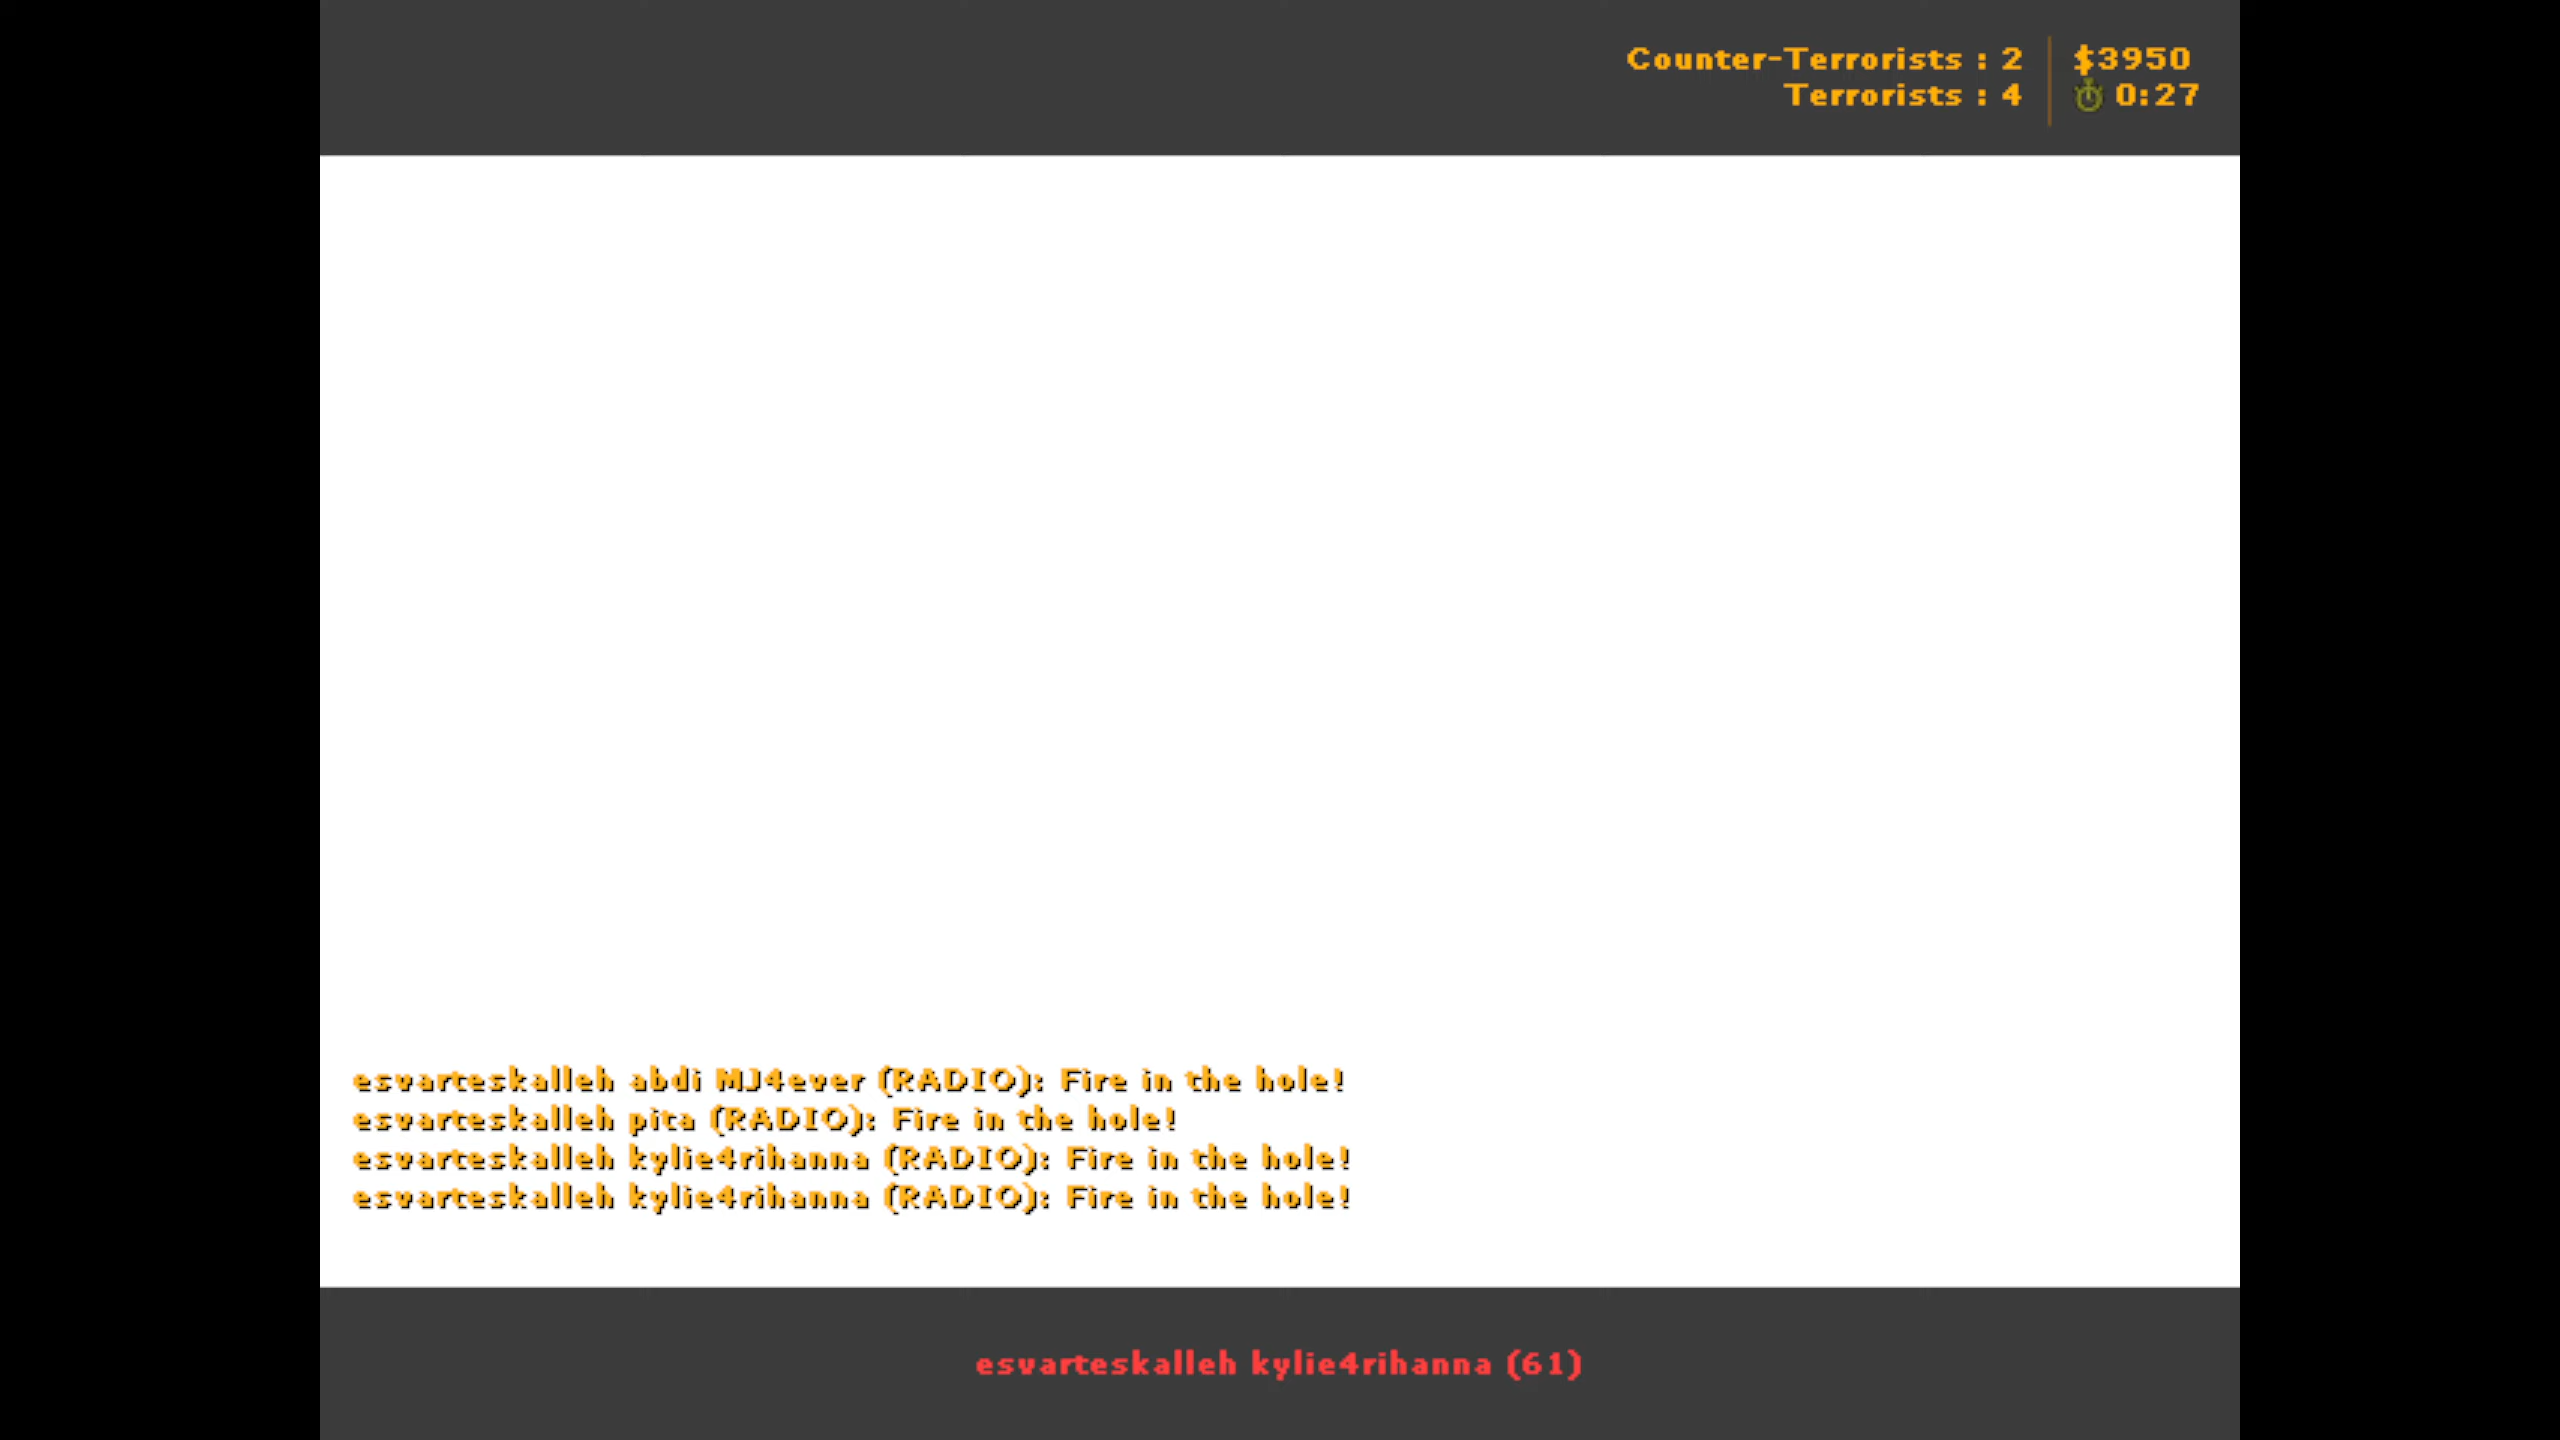 Counter-Terrorists : 2
$3950
Terrorists : 4
0:27
esvarteskalleh abdi MJ4ever (RADIO): Fire in the hole!
esvarteskalleh pita (RADIO): Fire in the hole!
esvarteskalleh kylie4rihanna (RADIO): Fire in the hole!
esvarteskalleh kylie4rihanna (RADIO): Fire in the hole!
esvarteskalleh kylie4rihanna (61)